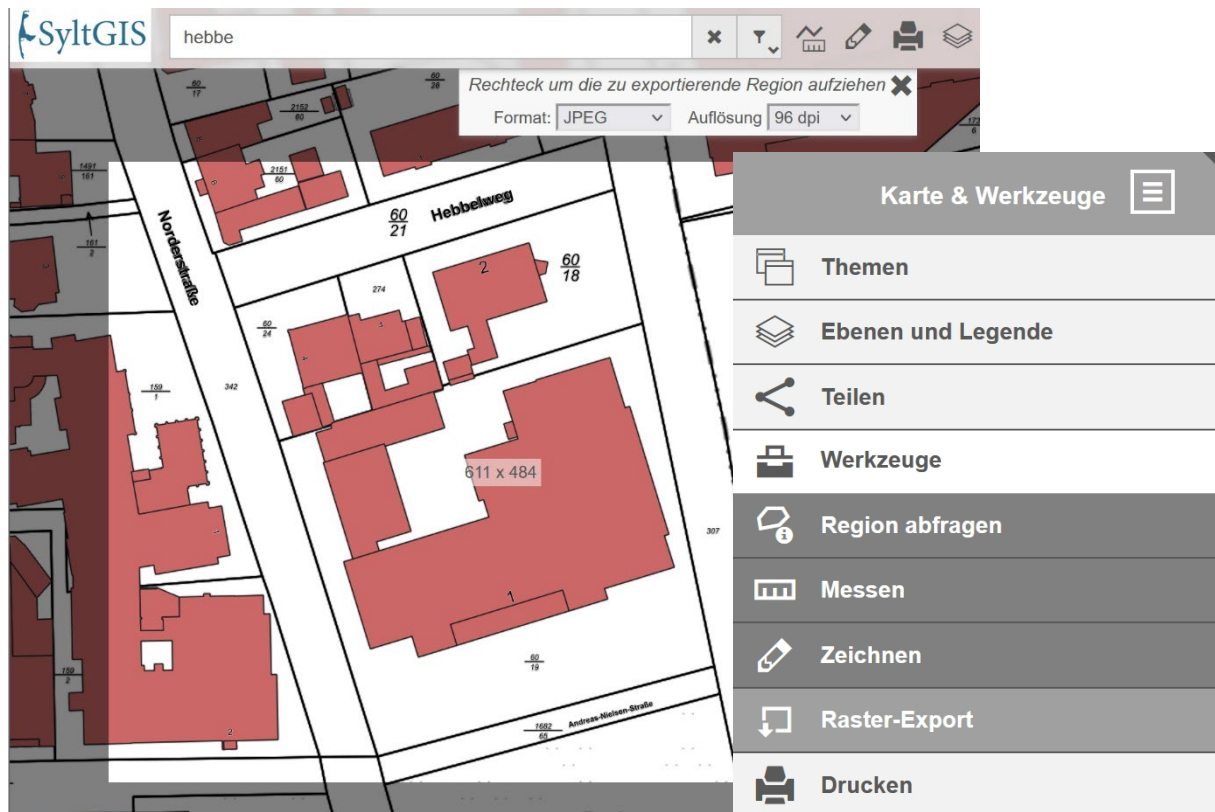 SyltGIS
hebbe
Rechteck um die zu exportierende Region aufziehen
Format: JPEG Auflösung 96 dpi
60
17
2152
60
60
28
173
6
1491
161
2151
60
161
2
Norderstraße
60
21
Hebbelweg
2
60
18
274
60
24
159
1
342
611 x 484
307
1
60
19
159
2
2
1682
65
Andreas-Nielsen-Straße
Karte & Werkzeuge
Themen
Ebenen und Legende
Teilen
Werkzeuge
Region abfragen
Messen
Zeichnen
Raster-Export
Drucken